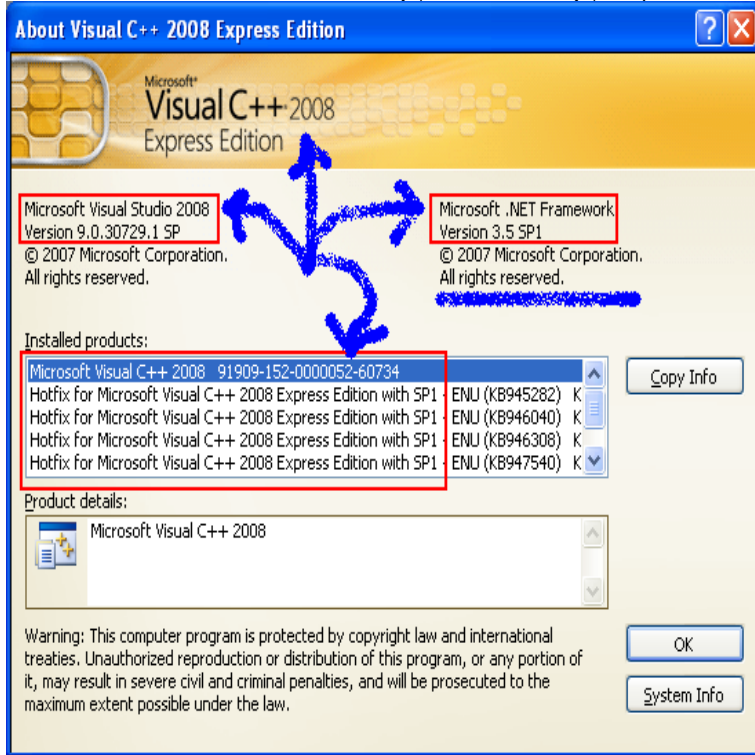 About Visual C++ 2008 Express Edition
Microsoft®
Visual C++ 2008
Express Edition
Microsoft Visual Studio 2008
Version 9.0.30729.1 SP
© 2007 Microsoft Corporation.
All rights reserved.
Microsoft .NET Framework
Version 3.5 SP1
© 2007 Microsoft Corporation.
All rights reserved.
Installed products:
Microsoft Visual C++ 2008 91909-152-0000052-60734
Hotfix for Microsoft Visual C++ 2008 Express Edition with SP1 - ENU (KB945282) K
Hotfix for Microsoft Visual C++ 2008 Express Edition with SP1 - ENU (KB946040) K
Hotfix for Microsoft Visual C++ 2008 Express Edition with SP1 - ENU (KB946308) K
Hotfix for Microsoft Visual C++ 2008 Express Edition with SP1 - ENU (KB947540) K
Copy Info
Product details:
Microsoft Visual C++ 2008
Warning: This computer program is protected by copyright law and international
treaties. Unauthorized reproduction or distribution of this program, or any portion of
it, may result in severe civil and criminal penalties, and will be prosecuted to the
maximum extent possible under the law.
OK
System Info